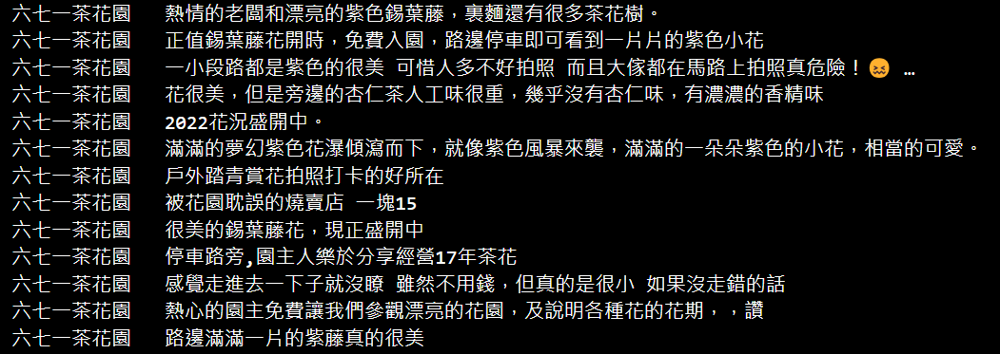 六七一茶花園 熱情的老闆和漂亮的紫色錫葉藤，裏麵還有很多茶花樹。
六七一茶花園 正值錫葉藤花開時，免費入園，路邊停車即可看到一片片的紫色小花
六七一茶花園 一小段路都是紫色的很美 可惜人多不好拍照 而且大傢都在馬路上拍照真危險！😖 …
六七一茶花園 花很美，但是旁邊的杏仁茶人工味很重，幾乎沒有杏仁味，有濃濃的香精味
六七一茶花園 2022花況盛開中。
六七一茶花園 滿滿的夢幻紫色花瀑傾瀉而下，就像紫色風暴來襲，滿滿的一朵朵紫色的小花，相當的可愛。
六七一茶花園 戶外踏青賞花拍照打卡的好所在
六七一茶花園 被花園耽誤的燒賣店 一塊15
六七一茶花園 很美的錫葉藤花，現正盛開中
六七一茶花園 停車路旁,園主人樂於分享經營17年茶花
六七一茶花園 感覺走進去一下子就沒瞭 雖然不用錢，但真的是很小 如果沒走錯的話
六七一茶花園 熱心的園主免費讓我們參觀漂亮的花園，及說明各種花的花期，，讚
六七一茶花園 路邊滿滿一片的紫藤真的很美